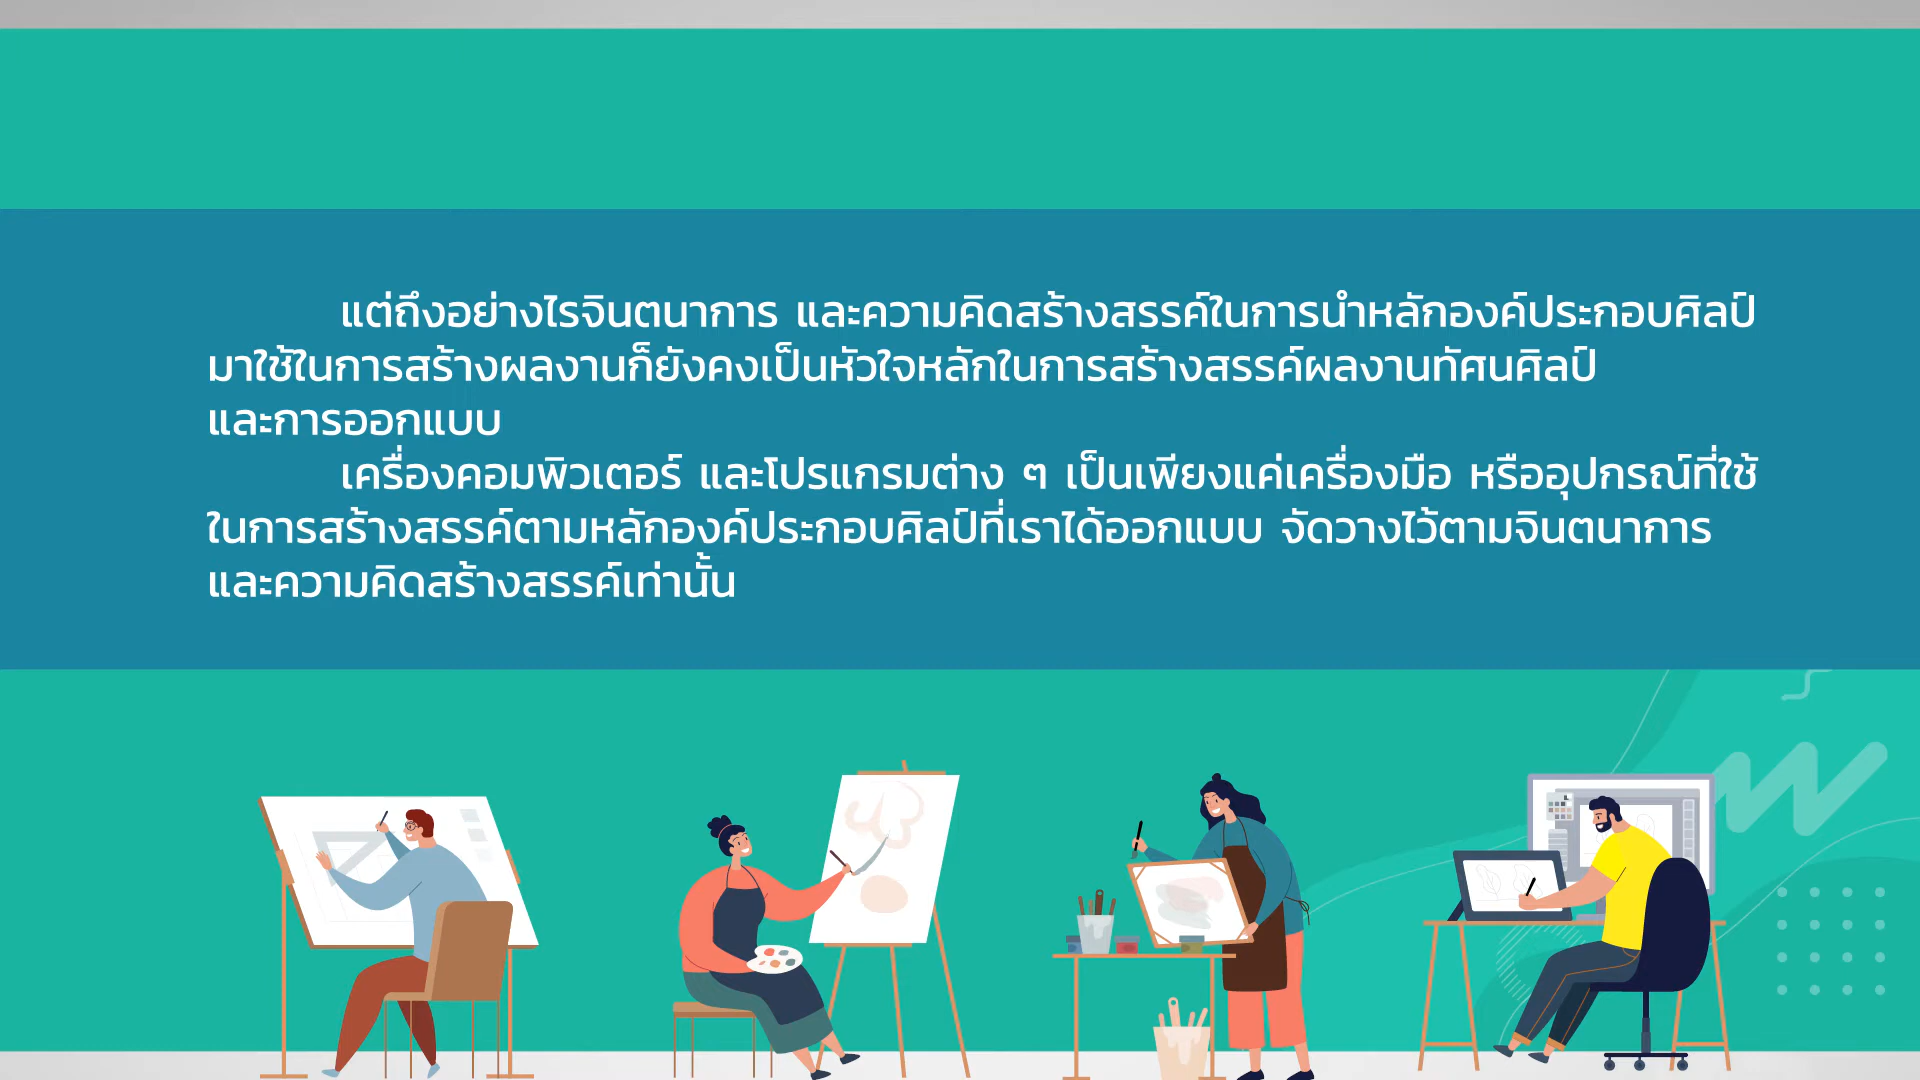 แต่ถึงอย่างไรจินตนาการ และความคิดสร้างสรรค์ในการนำหลักองค์ประกอบศิลป์
มาใช้ในการสร้างผลงานก็ยังคงเป็นหัวใจหลักในการสร้างสรรค์ผลงานทัศนศิลป์
และการออกแบบ
เครื่องคอมพิวเตอร์ และโปรแกรมต่าง ๆ เป็นเพียงแค่เครื่องมือ หรืออุปกรณ์ที่ใช้
ในการสร้างสรรค์ตามหลักองค์ประกอบศิลป์ที่เราได้ออกแบบ จัดวางไว้ตามจินตนาการ
และความคิดสร้างสรรค์เท่านั้น